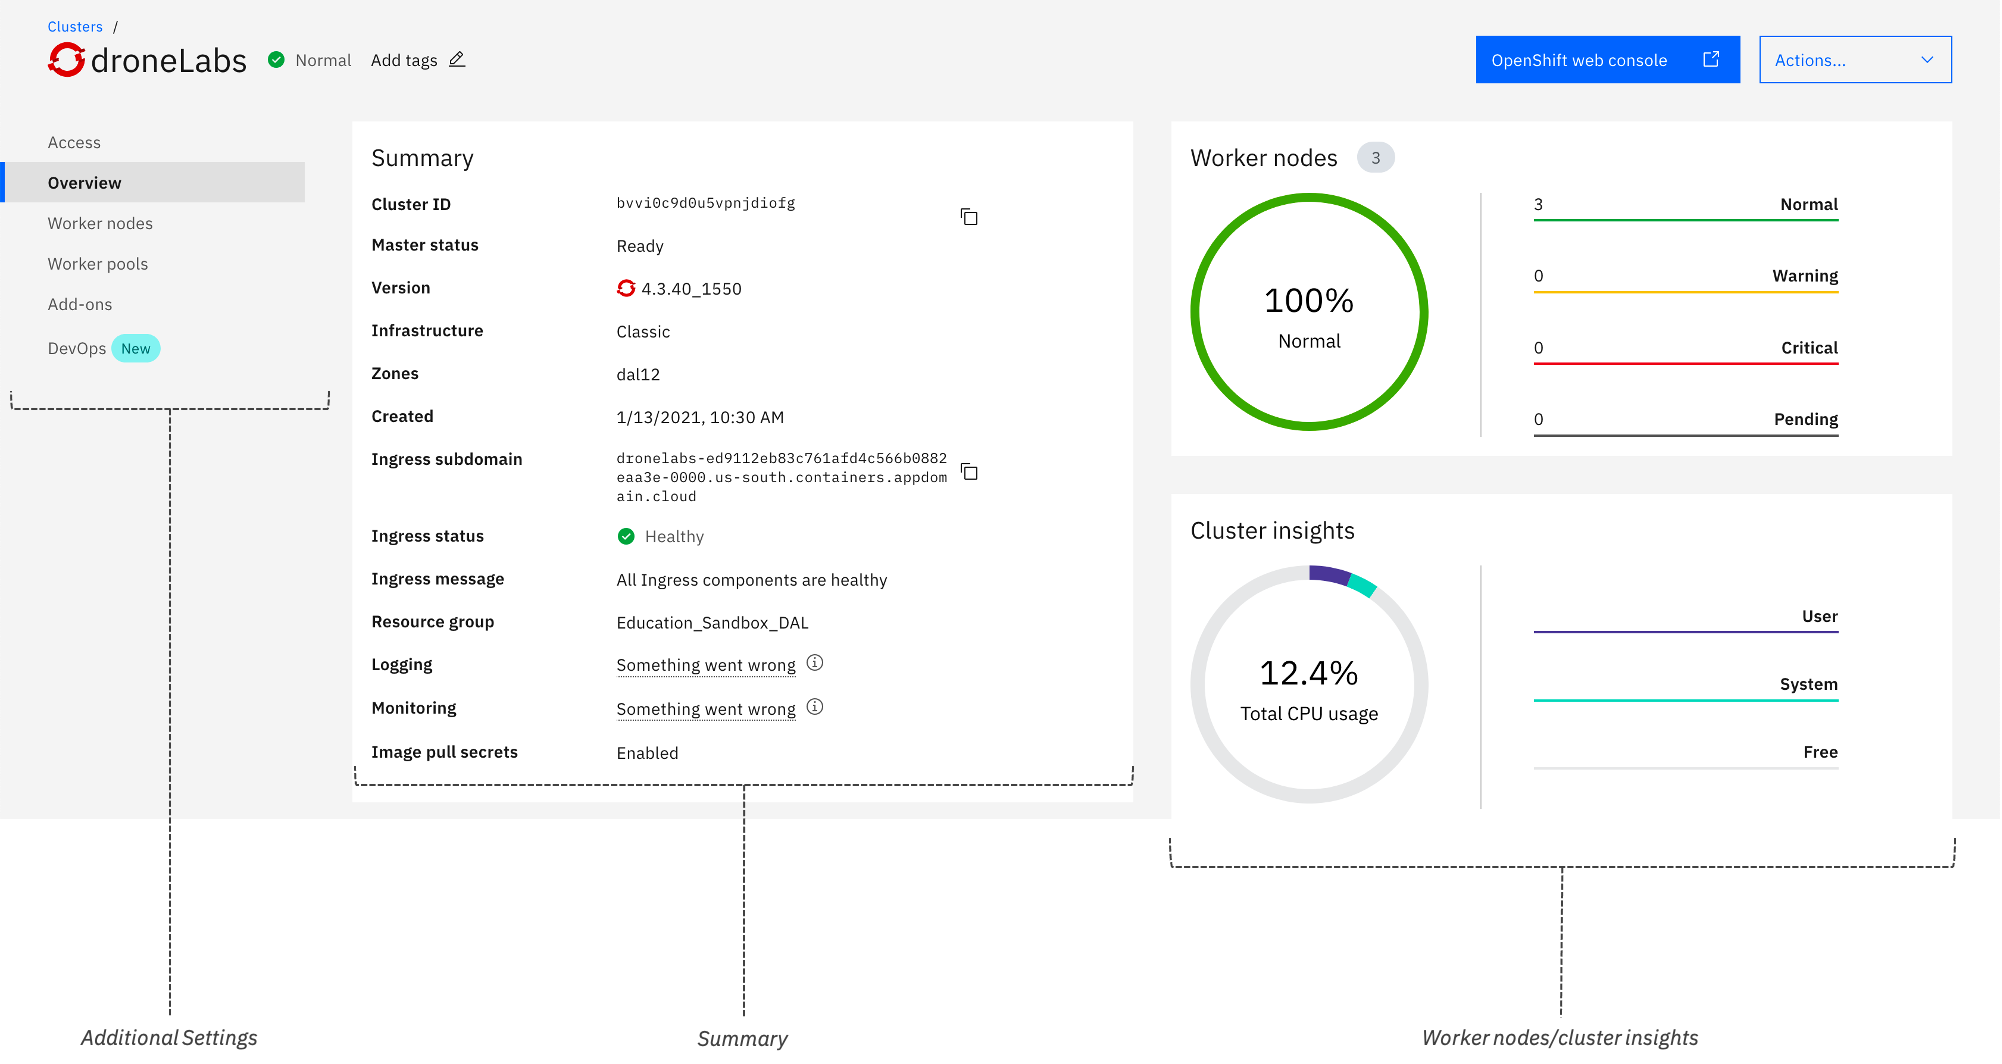 Clusters /
droneLabs Normal Add tags
OpenShift web console
Actions...
Access
Overview
Worker nodes
Worker pools
Add-ons
DevOps New
Summary
Cluster ID bvvi0c9d0u5vpnjdiofg
Master status Ready
Version 4.3.40_1550
Infrastructure Classic
Zones dal12
Created 1/13/2021, 10:30 AM
Ingress subdomain dronelabs-ed9112eb83c761afd4c566b0882
eaa3e-0000.us-south.containers.appdom
ain.cloud
Ingress status Healthy
Ingress message All Ingress components are healthy
Resource group Education_Sandbox_DAL
Logging Something went wrong
Monitoring Something went wrong
Image pull secrets Enabled
Worker nodes 3
100%
Normal
3 Normal
0 Warning
0 Critical
0 Pending
Cluster insights
12.4%
Total CPU usage
User
System
Free
Additional Settings
Summary
Worker nodes/cluster insights